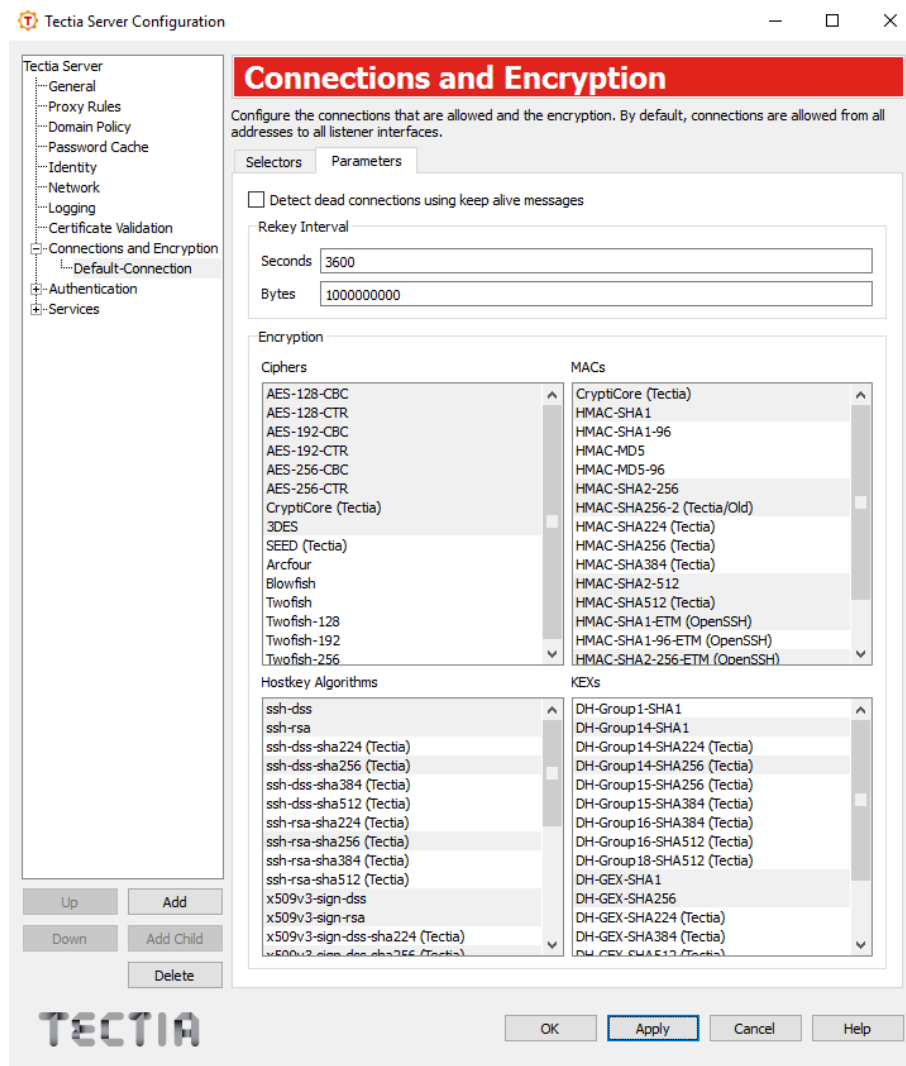 Tectia Server Configuration
Tectia Server
General
Proxy Rules
Domain Policy
Password Cache
Identity
Network
Logging
Certificate Validation
Connections and Encryption
Default-Connection
Authentication
Services
Up
Add
Down
Add Child
Delete
Connections and Encryption
Configure the connections that are allowed and the encryption. By default, connections are allowed from all
addresses to all listener interfaces.
Selectors
Parameters
Detect dead connections using keep alive messages
Rekey Interval
Seconds 3600
Bytes 1000000000
Encryption
Ciphers
AES-128-CBC
AES-128-CTR
AES-192-CBC
AES-192-CTR
AES-256-CBC
AES-256-CTR
CryptiCore (Tectia)
3DES
SEED (Tectia)
Arcfour
Blowfish
Twofish
Twofish-128
Twofish-192
Twofish-256
MACs
CryptiCore (Tectia)
HMAC-SHA1
HMAC-SHA1-96
HMAC-MD5
HMAC-MD5-96
HMAC-SHA2-256
HMAC-SHA256-2 (Tectia/Old)
HMAC-SHA224 (Tectia)
HMAC-SHA256 (Tectia)
HMAC-SHA384 (Tectia)
HMAC-SHA2-512
HMAC-SHA512 (Tectia)
HMAC-SHA1-ETM (OpenSSH)
HMAC-SHA1-96-ETM (OpenSSH)
HMAC-SHA2-256-ETM (OpenSSH)
Hostkey Algorithms
ssh-dss
ssh-rsa
ssh-dss-sha224 (Tectia)
ssh-dss-sha256 (Tectia)
ssh-dss-sha384 (Tectia)
ssh-dss-sha512 (Tectia)
ssh-rsa-sha224 (Tectia)
ssh-rsa-sha256 (Tectia)
ssh-rsa-sha384 (Tectia)
ssh-rsa-sha512 (Tectia)
x509v3-sign-dss
x509v3-sign-rsa
x509v3-sign-dss-sha224 (Tectia)
x509v3-sign-dss-sha256 (Tectia)
KEXs
DH-Group1-SHA1
DH-Group14-SHA1
DH-Group14-SHA224 (Tectia)
DH-Group14-SHA256 (Tectia)
DH-Group15-SHA256 (Tectia)
DH-Group15-SHA384 (Tectia)
DH-Group16-SHA384 (Tectia)
DH-Group16-SHA512 (Tectia)
DH-Group18-SHA512 (Tectia)
DH-GEX-SHA1
DH-GEX-SHA256
DH-GEX-SHA224 (Tectia)
DH-GEX-SHA384 (Tectia)
DH-GEX-SHA512 (Tectia)
TECTIA
OK
Apply
Cancel
Help